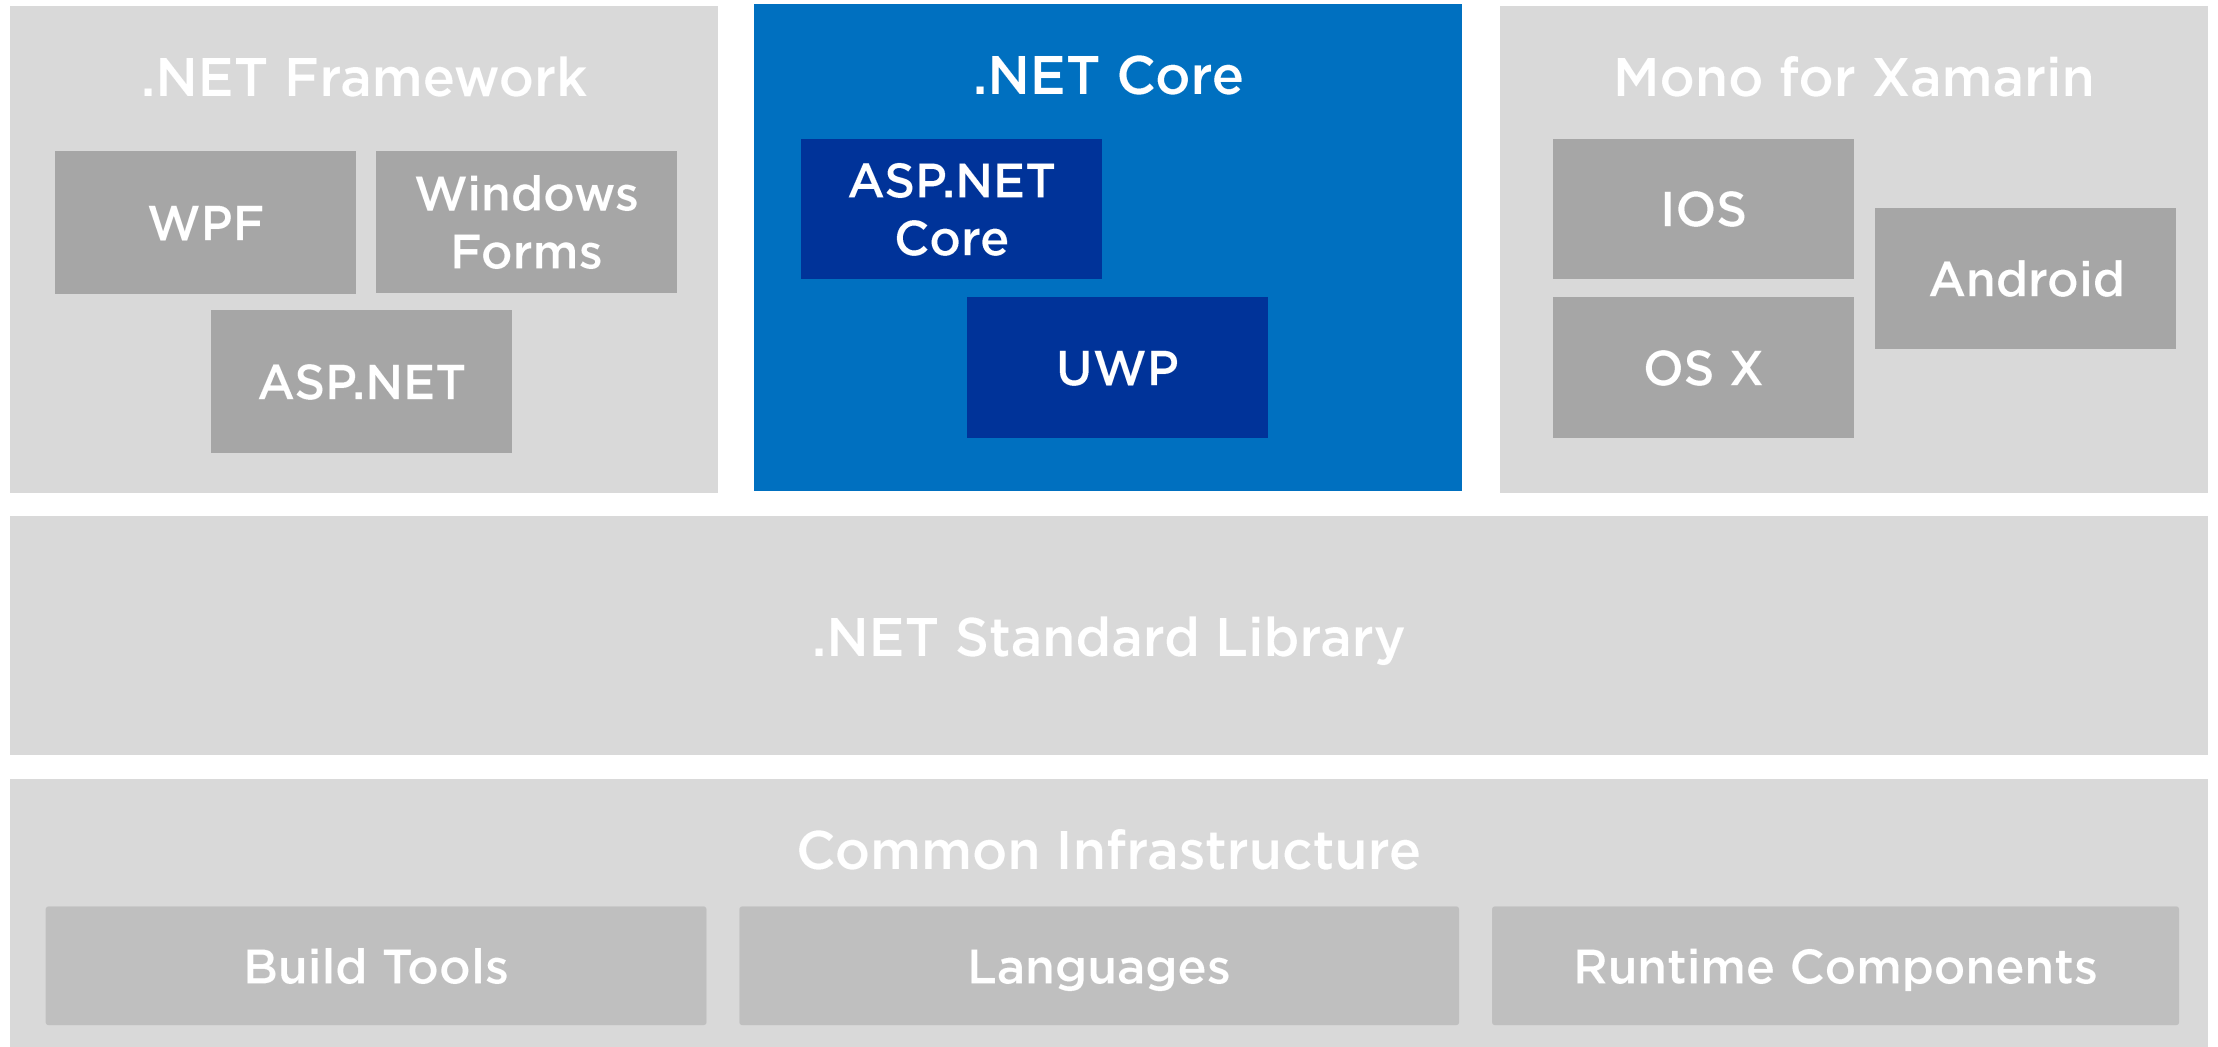 .NET Framework
WPF
Windows
Forms
ASP.NET
.NET Core
ASP.NET
Core
UWP
Mono for Xamarin
IOS
Android
OS X
.NET Standard Library
Common Infrastructure
Build Tools
Languages
Runtime Components